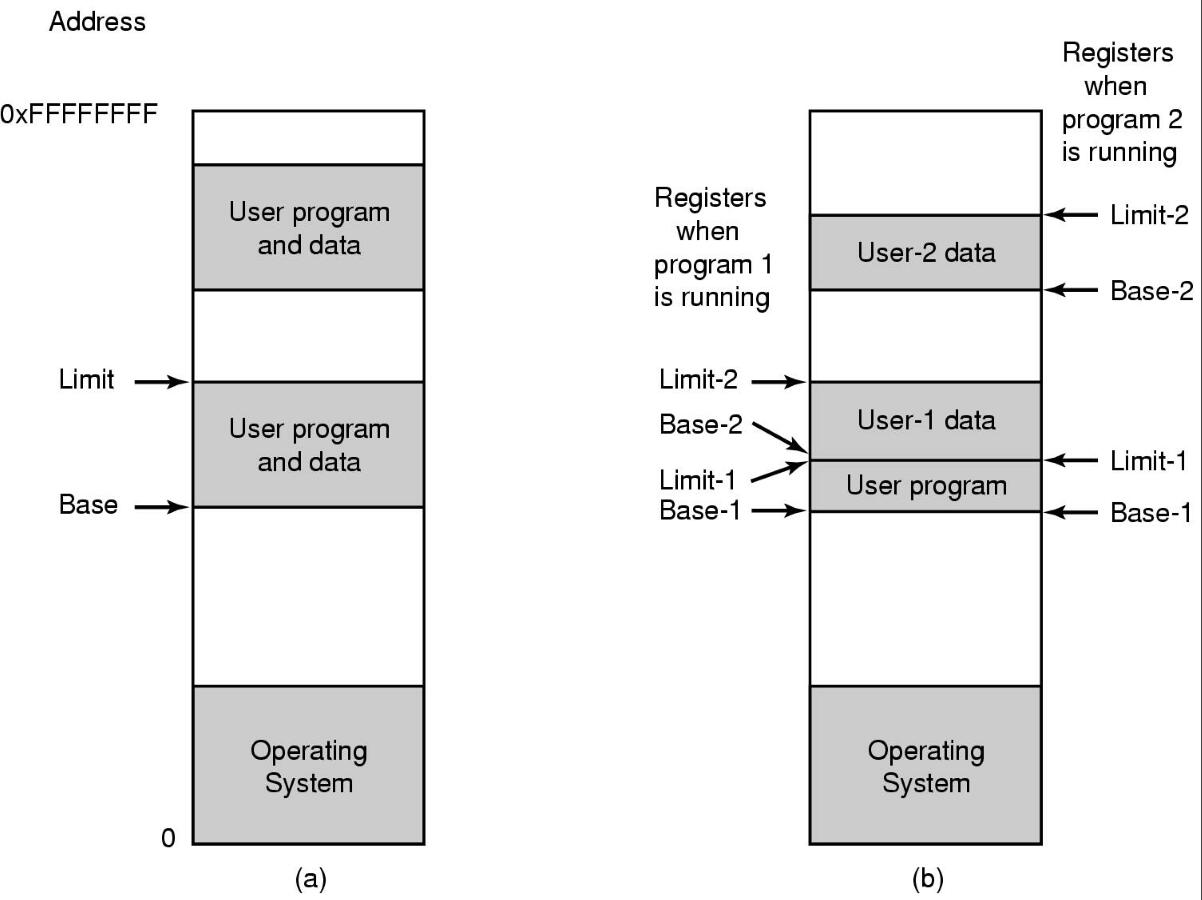 Address
0xFFFFFFFF
User program
and data
Limit
User program
and data
Base
Operating
System
0
(a)
Registers
when
program 1
is running
Limit-2
Base-2
Limit-1
Base-1
User-2 data
User-1 data
User program
Operating
System
(b)
Registers
when
program 2
is running
Limit-2
Base-2
Limit-1
Base-1